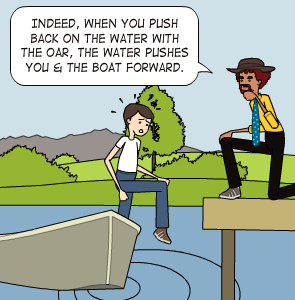 INDEED, WHEN YOU PUSH
BACK ON THE WATER WITH
THE OAR, THE WATER PUSHES
YOU & THE BOAT FORWARD.